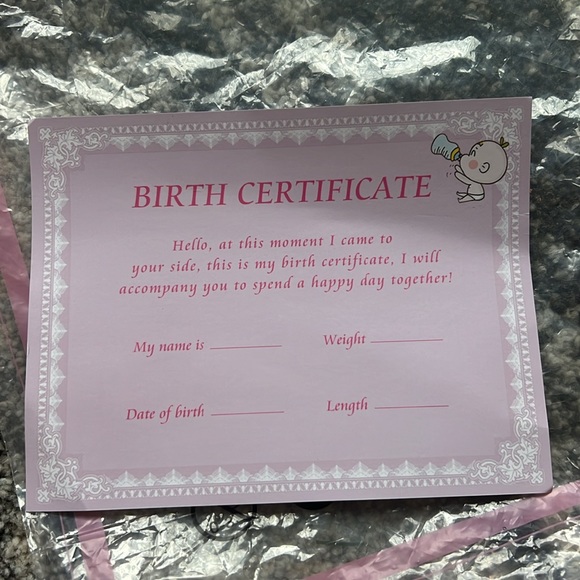 BIRTH CERTIFICATE
Hello, at this moment I came to
your side, this is my birth certificate, I will
accompany you to spend a happy day together!
My name is Weight
Date of birth Length